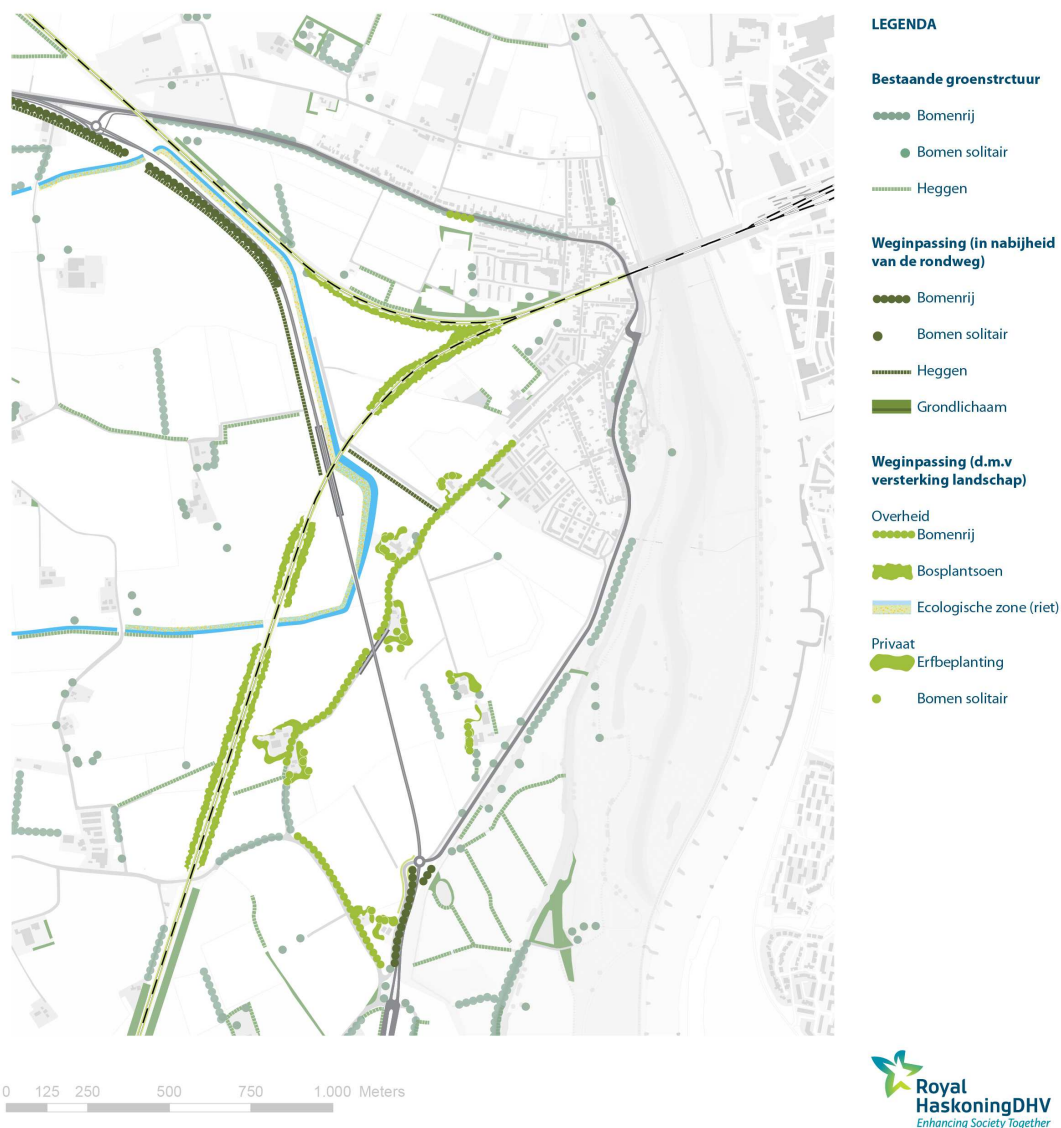 LEGENDA
Bestaande groenstrctuur
Bomenrij
Bomen solitair
Heggen
Weginpassing (in nabijheid
van de rondweg)
Bomenrij
Bomen solitair
Heggen
Grondlichaam
Weginpassing (d.m.v
versterking landschap)
Overheid
Bomenrij
Bosplantsoen
Ecologische zone (riet)
Privaat
Erfbeplanting
Bomen solitair
0 125 250 500 750 1.000 Meters
Royal
HaskoningDHV
Enhancing Society Together